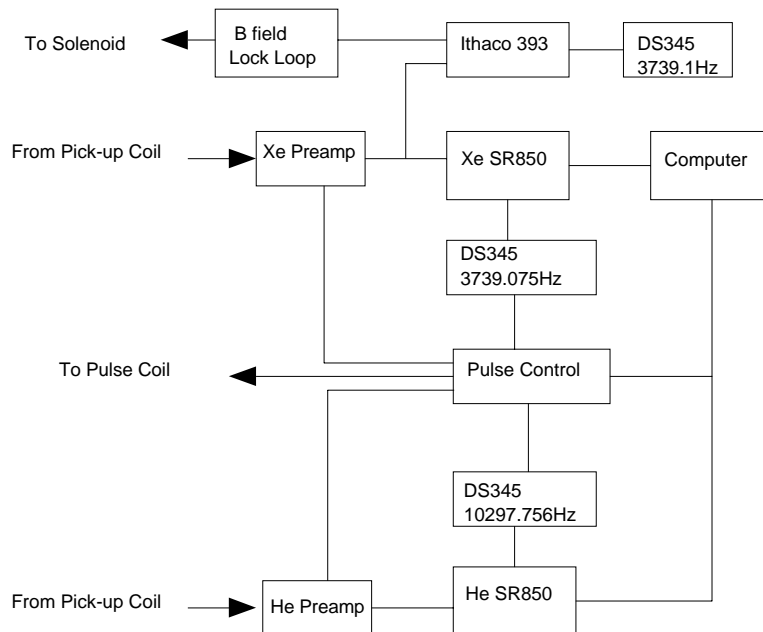 To Solenoid
B field
Lock Loop
Ithaco 393
DS345
3739.1Hz
From Pick-up Coil
Xe Preamp
Xe SR850
Computer
DS345
3739.075Hz
To Pulse Coil
Pulse Control
DS345
10297.756Hz
From Pick-up Coil
He Preamp
He SR850